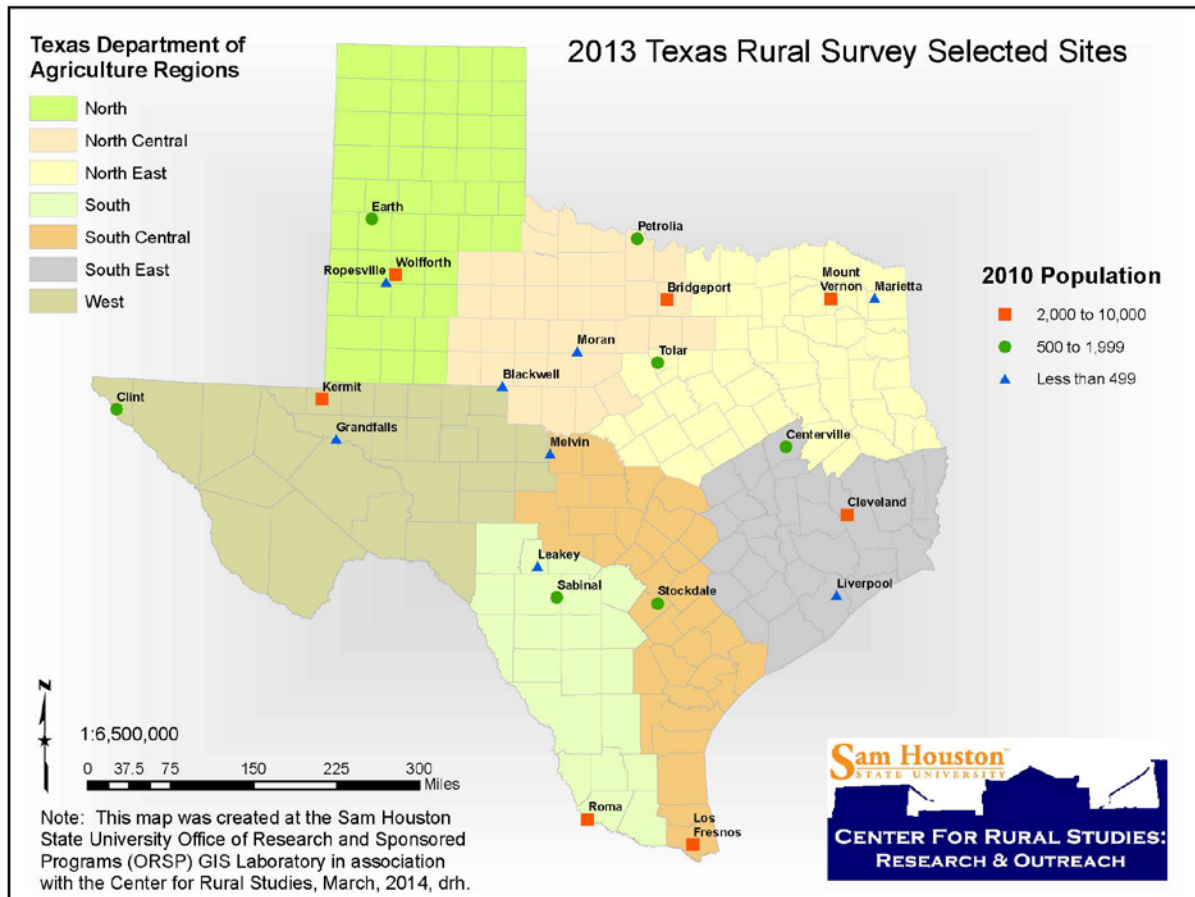 2013 Texas Rural Survey Selected Sites
Texas Department of
Agriculture Regions
North
North Central
North East
South
South Central
South East
West
Earth
Wolfforth
Ropesville
Petrolia
Bridgeport
Mount
Vernon
Marietta
Moran
Tolar
Blackwell
Kermit
Clint
Grandfalls
Melvin
Centerville
Cleveland
Leakey
Sabinal
Stockdale
Liverpool
Roma
Los
Fresnos
2010 Population
2,000 to 10,000
500 to 1,999
Less than 499
N
1:6,500,000
0 37.5 75 150 225 300
Miles
Note: This map was created at the Sam Houston
State University Office of Research and Sponsored
Programs (ORSP) GIS Laboratory in association
with the Center for Rural Studies, March, 2014, drh.
Sam Houston™
STATE UNIVERSITY
CENTER FOR RURAL STUDIES:
RESEARCH & OUTREACH